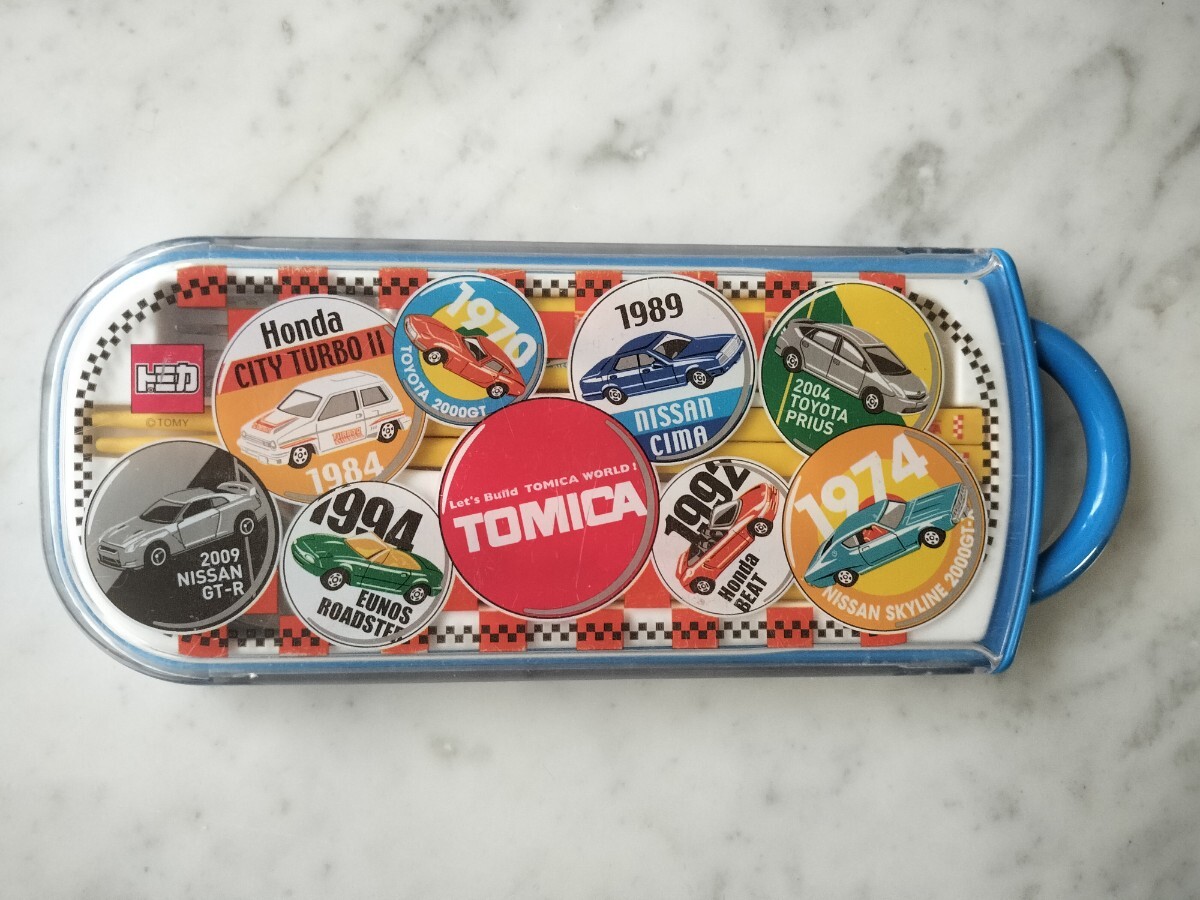 トミカ
©TOMY
Honda
CITY TURBO II
1984
1970
TOYOTA 2000GT
1989
NISSAN
CIMA
2004
TOYOTA
PRIUS
2009
NISSAN
GT-R
1994
EUNOS
ROADSTER
Let's Build TOMICA WORLD!
TOMICA
1992
Honda
BEAT
1974
NISSAN SKYLINE 2000GT-R